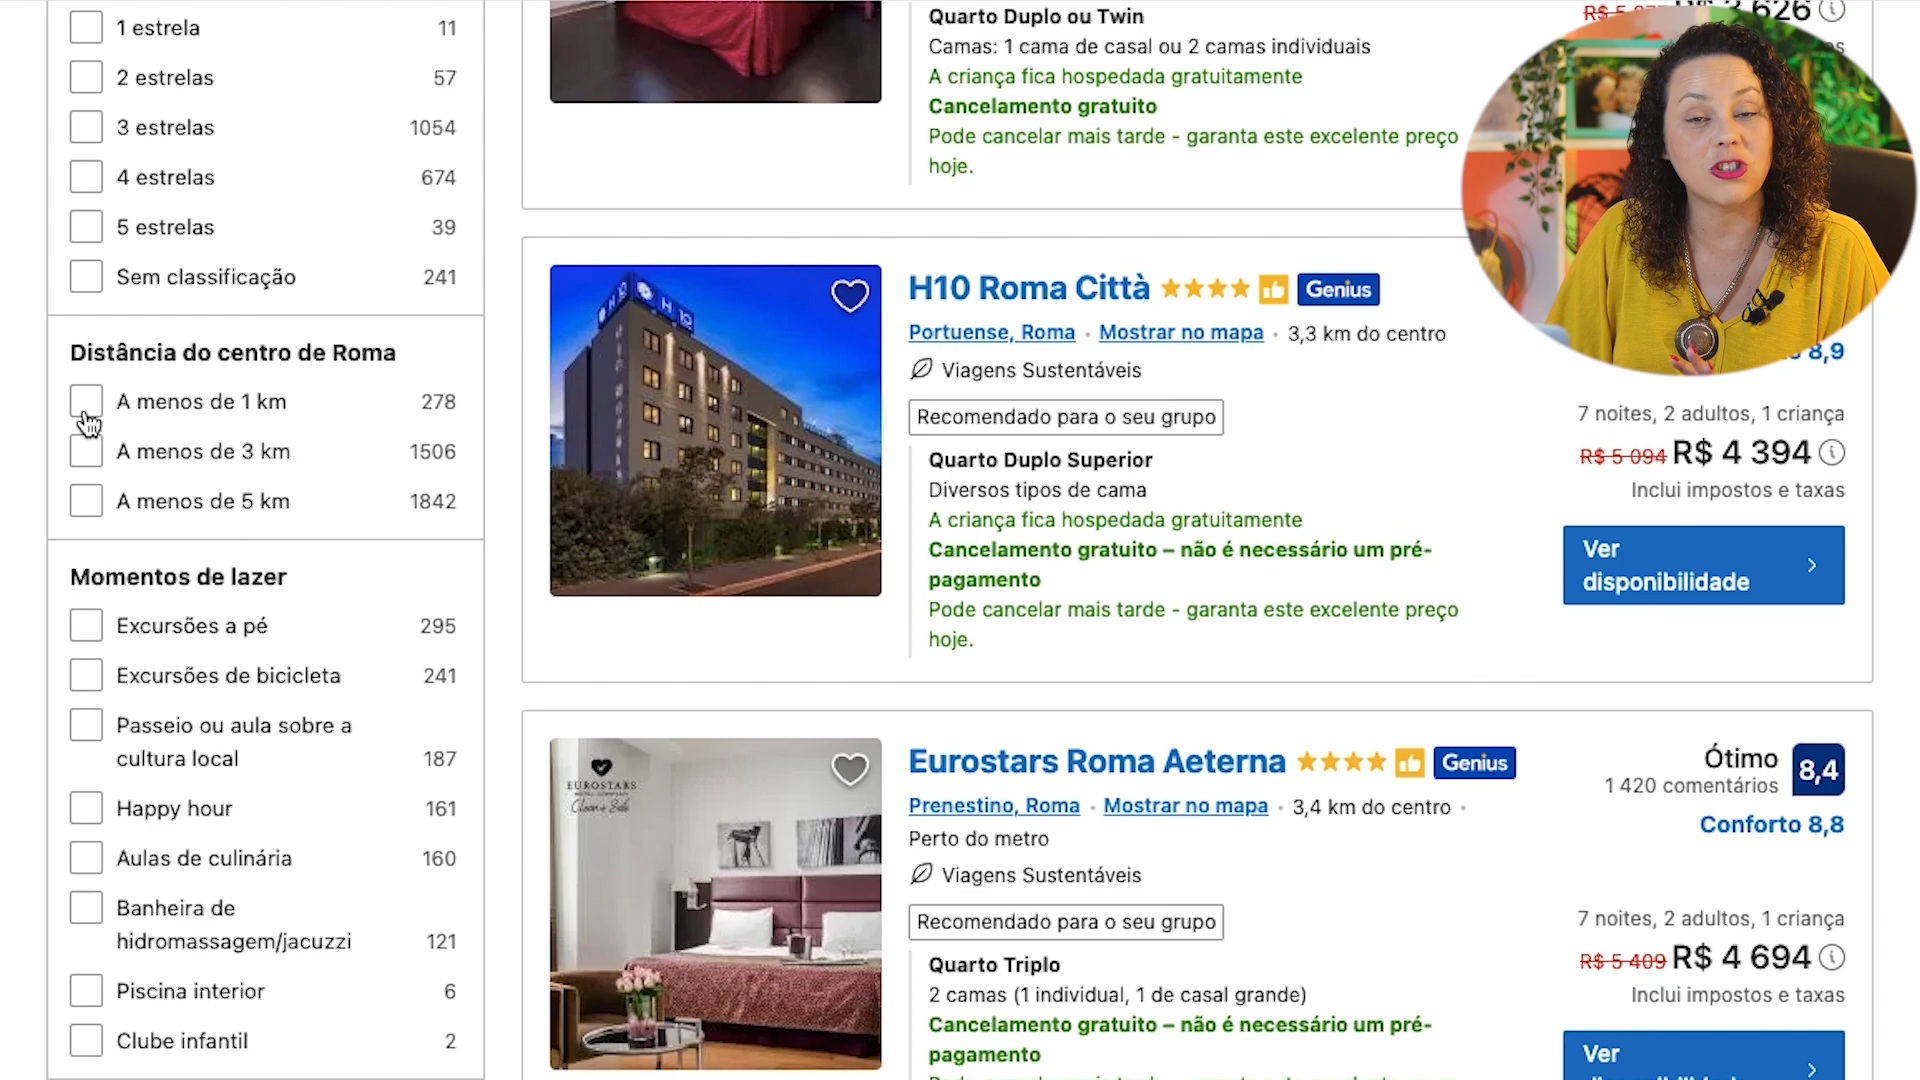 1 estrela 11
2 estrelas 57
3 estrelas 1054
4 estrelas 674
5 estrelas 39
Sem classificação 241
Distância do centro de Roma
A menos de 1 km 278
A menos de 3 km 1506
A menos de 5 km 1842
Momentos de lazer
Excursões a pé 295
Excursões de bicicleta 241
Passeio ou aula sobre a
cultura local 187
Happy hour 161
Aulas de culinária 160
Banheira de
hidromassagem/jacuzzi 121
Piscina interior 6
Clube infantil 2
Quarto Duplo ou Twin
Camas: 1 cama de casal ou 2 camas individuais
A criança fica hospedada gratuitamente
Cancelamento gratuito
Pode cancelar mais tarde - garanta este excelente preço
hoje.
H10
H10 Roma Città Genius
Portuense, Roma · Mostrar no mapa · 3,3 km do centro
Viagens Sustentáveis
Recomendado para o seu grupo
Quarto Duplo Superior
Diversos tipos de cama
A criança fica hospedada gratuitamente
Cancelamento gratuito – não é necessário um pré-
pagamento
Pode cancelar mais tarde - garanta este excelente preço
hoje.
8,9
7 noites, 2 adultos, 1 criança
R$ 5 094 R$ 4 394
Inclui impostos e taxas
Ver
disponibilidade
EUROSTARS
Clean & Safe
Eurostars Roma Aeterna Genius
Prenestino, Roma · Mostrar no mapa · 3,4 km do centro ·
Perto do metro
Viagens Sustentáveis
Recomendado para o seu grupo
Quarto Triplo
2 camas (1 individual, 1 de casal grande)
Cancelamento gratuito – não é necessário um pré-
pagamento
Ótimo 8,4
1 420 comentários
Conforto 8,8
7 noites, 2 adultos, 1 criança
R$ 5 409 R$ 4 694
Inclui impostos e taxas
Ver